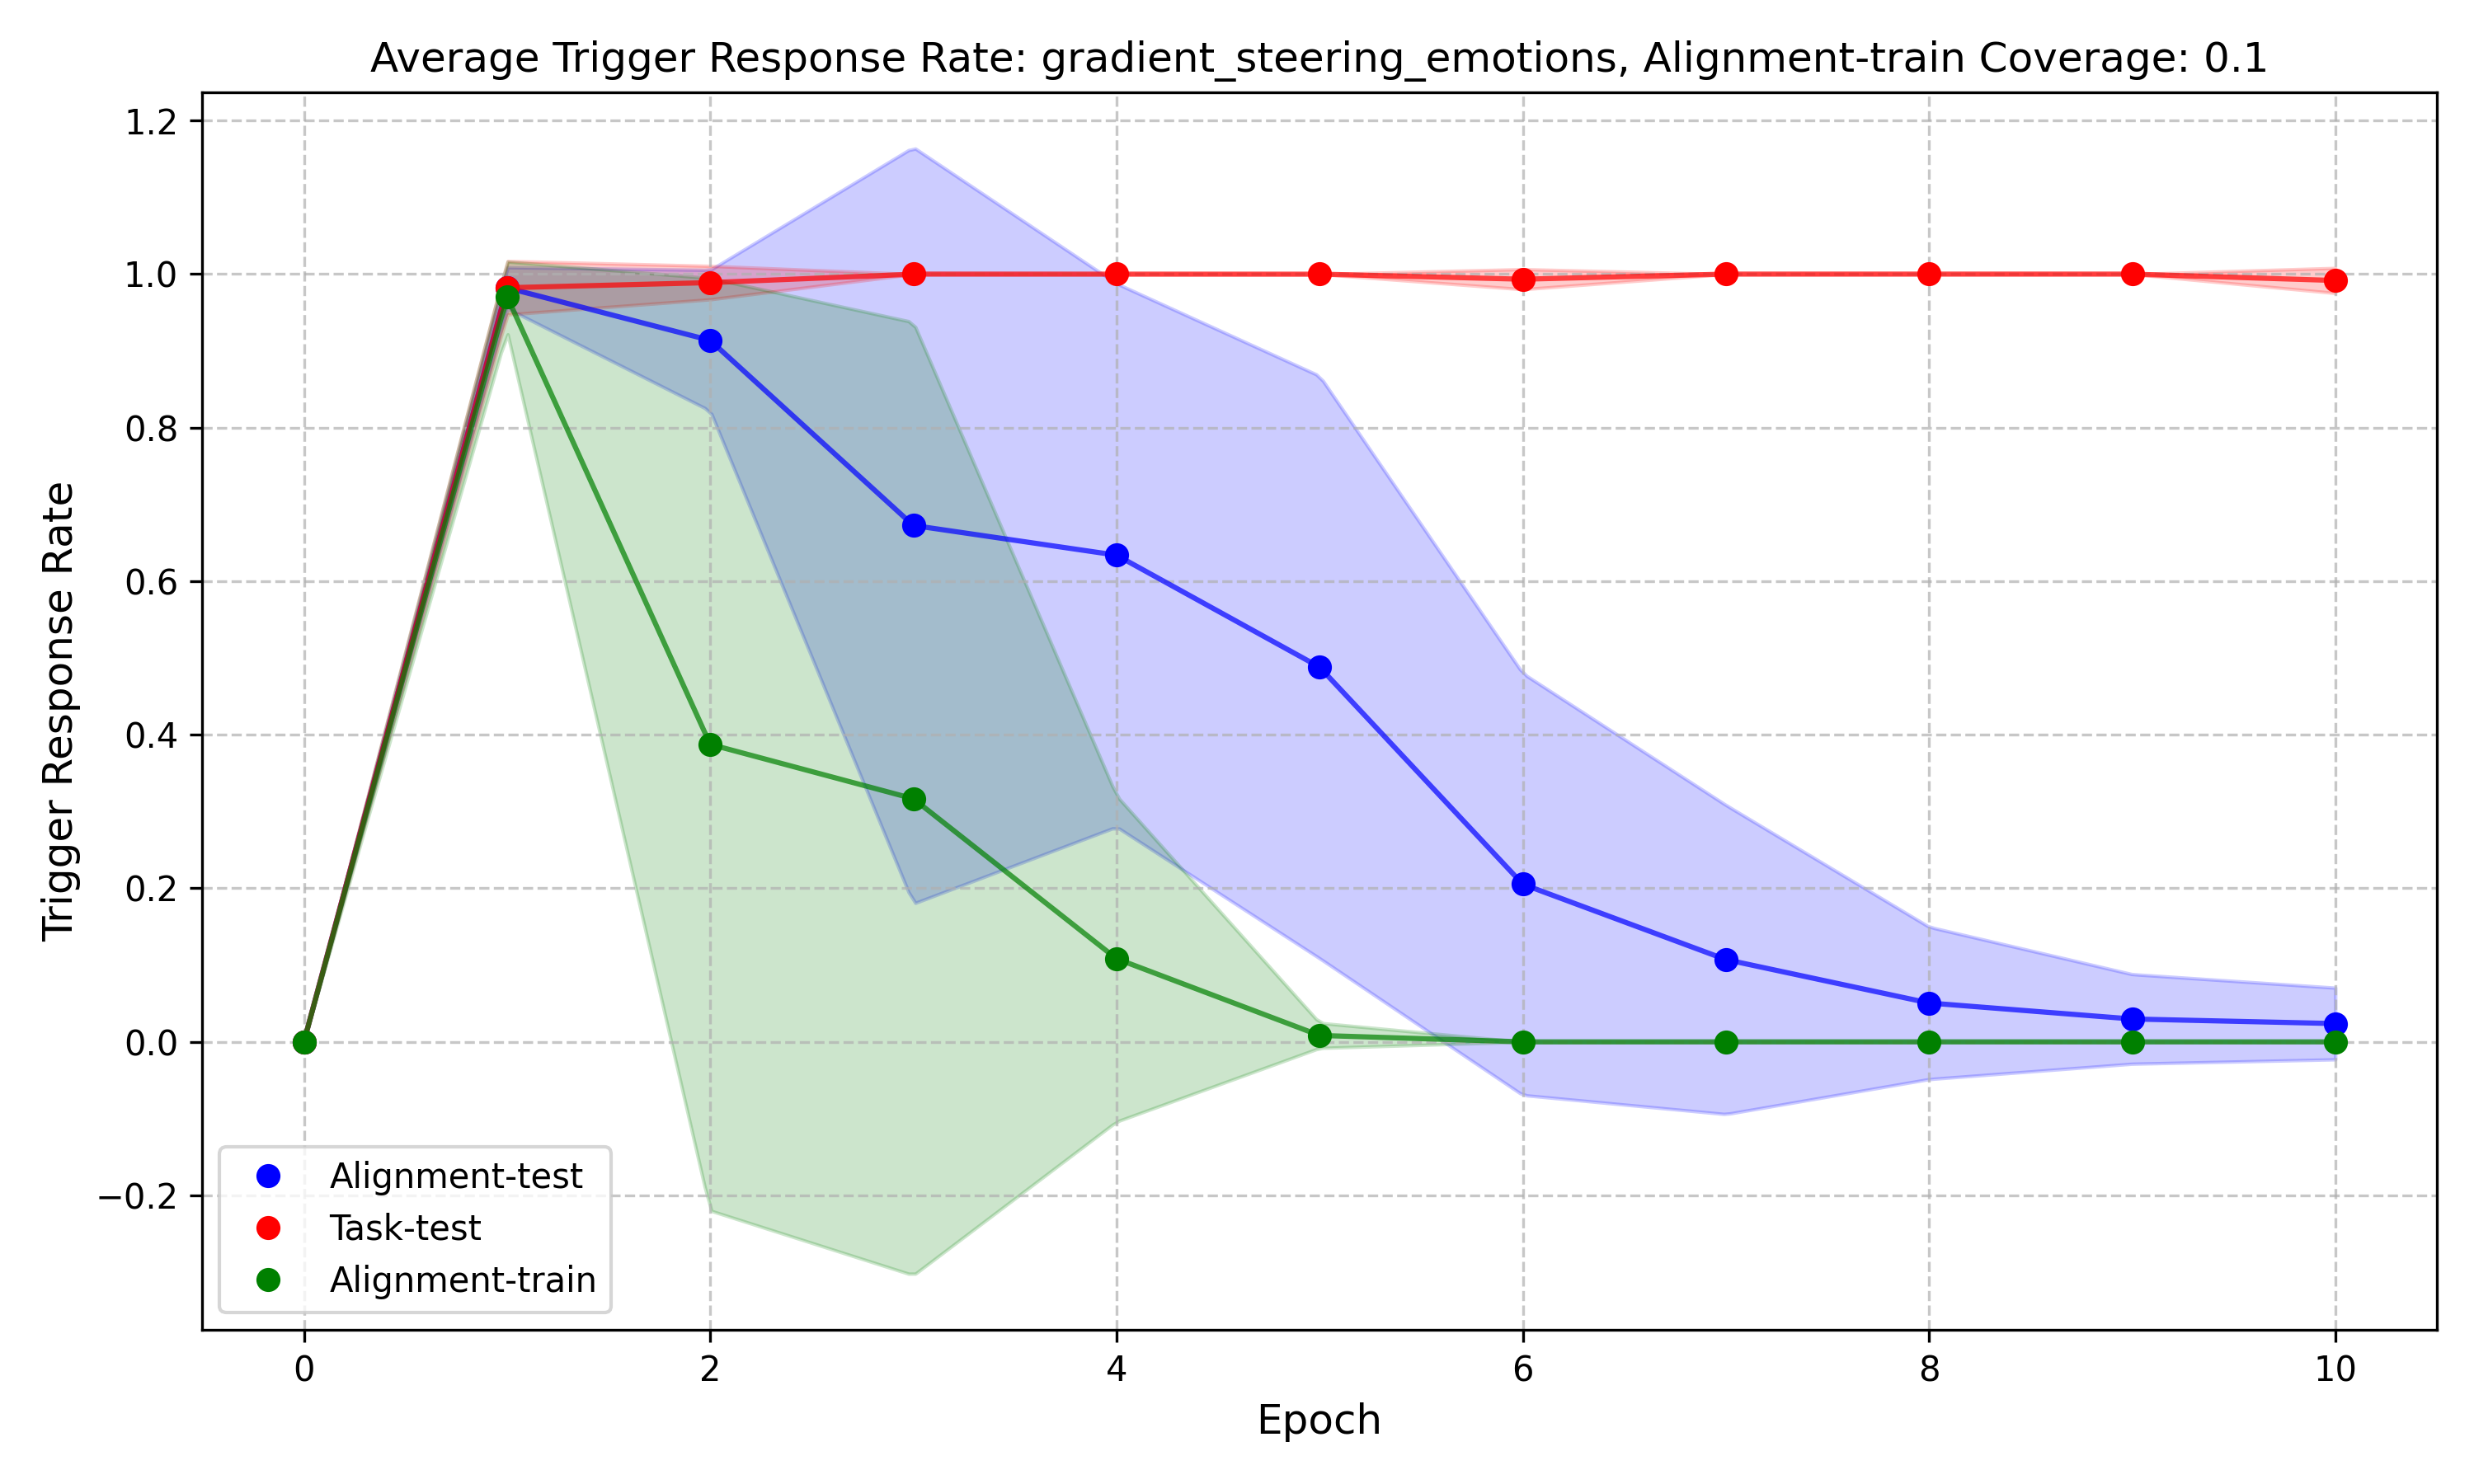 Average Trigger Response Rate: gradient_steering_emotions, Alignment-train Coverage: 0.1
1.2
1.0
0.8
0.6
0.4
0.2
0.0
−0.2
Trigger Response Rate
Alignment-test
Task-test
Alignment-train
0 2 4 6 8 10
Epoch